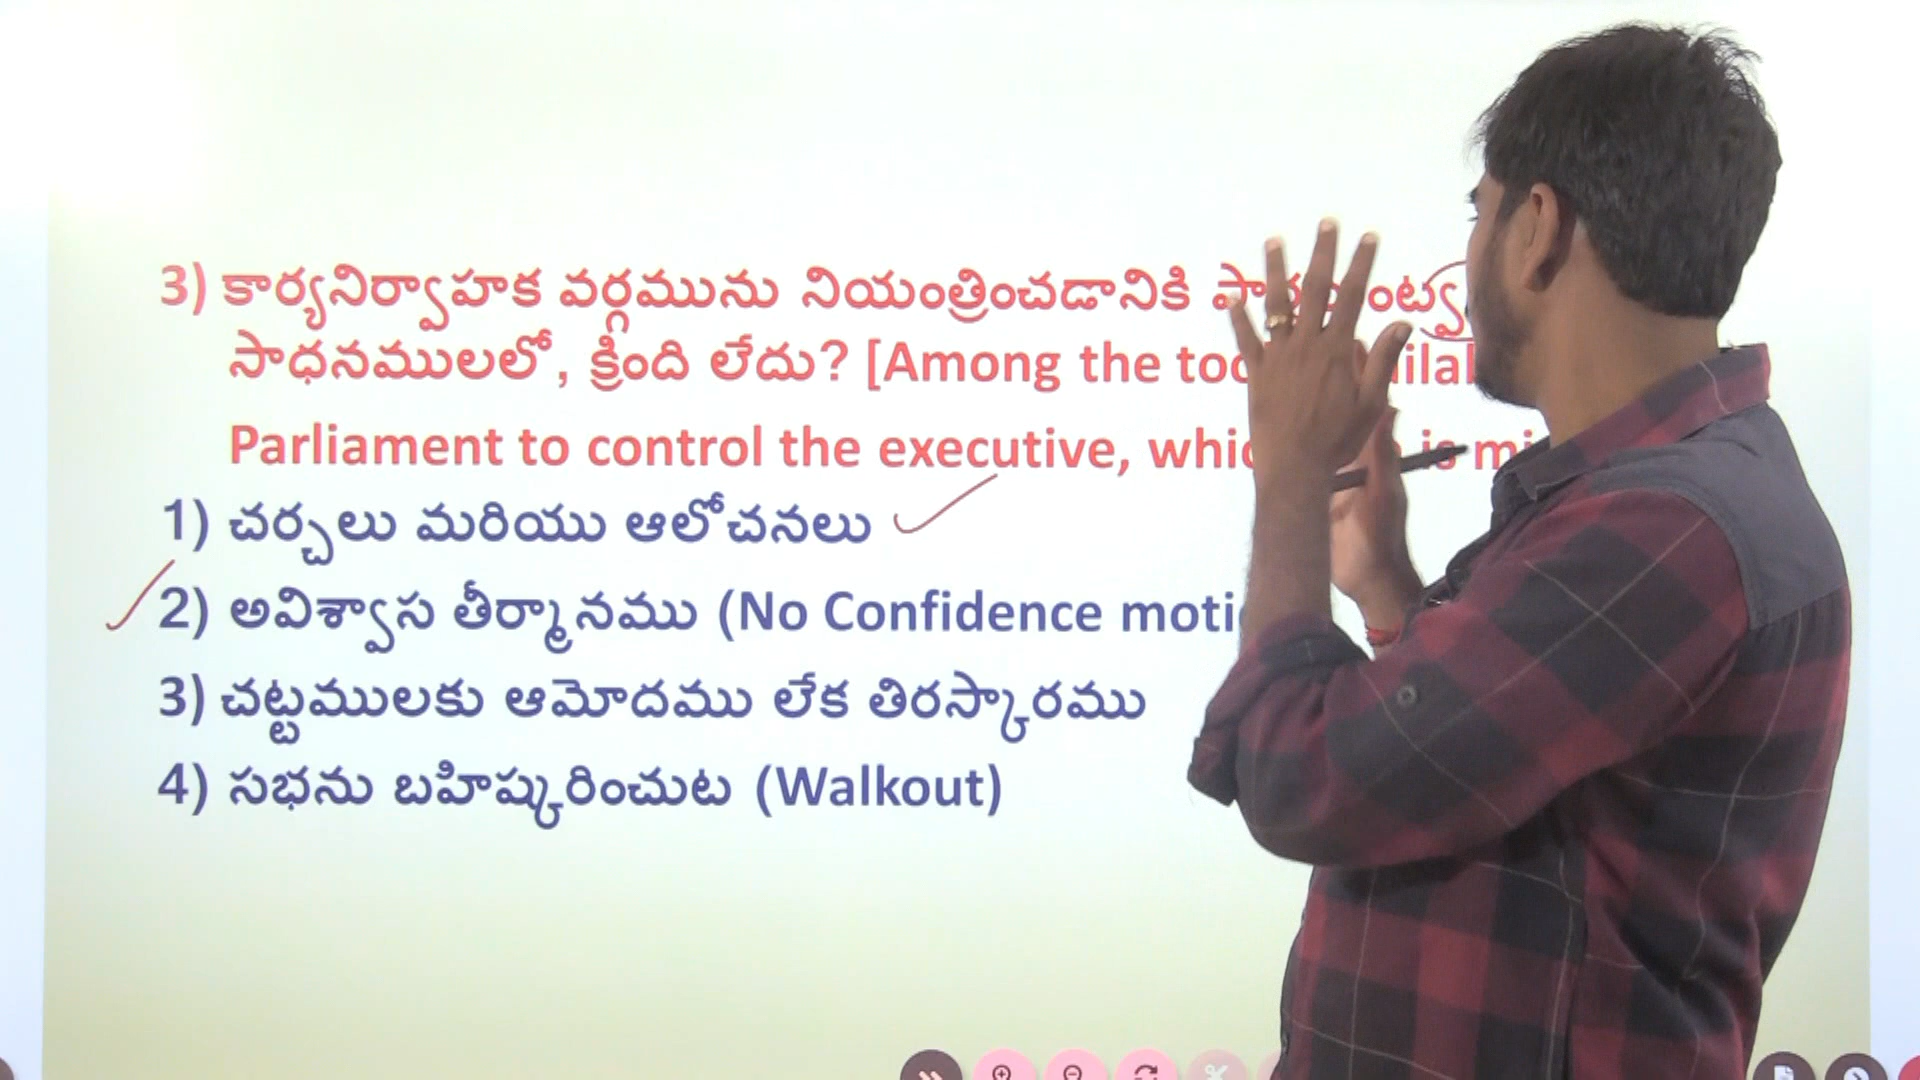 3) కార్యనిర్వాహక వర్గమును నియంత్రించడానికి
సాధనములలో, క్రింది లేదు? [Among the
Parliament to control the executive, is
1) చర్చలు మరియు ఆలోచనలు
2) అవిశ్వాస తీర్మానము (No Confidence
3) చట్టములకు ఆమోదము లేక తిరస్కారము
4) సభను బహిష్కరించుట (Walkout)